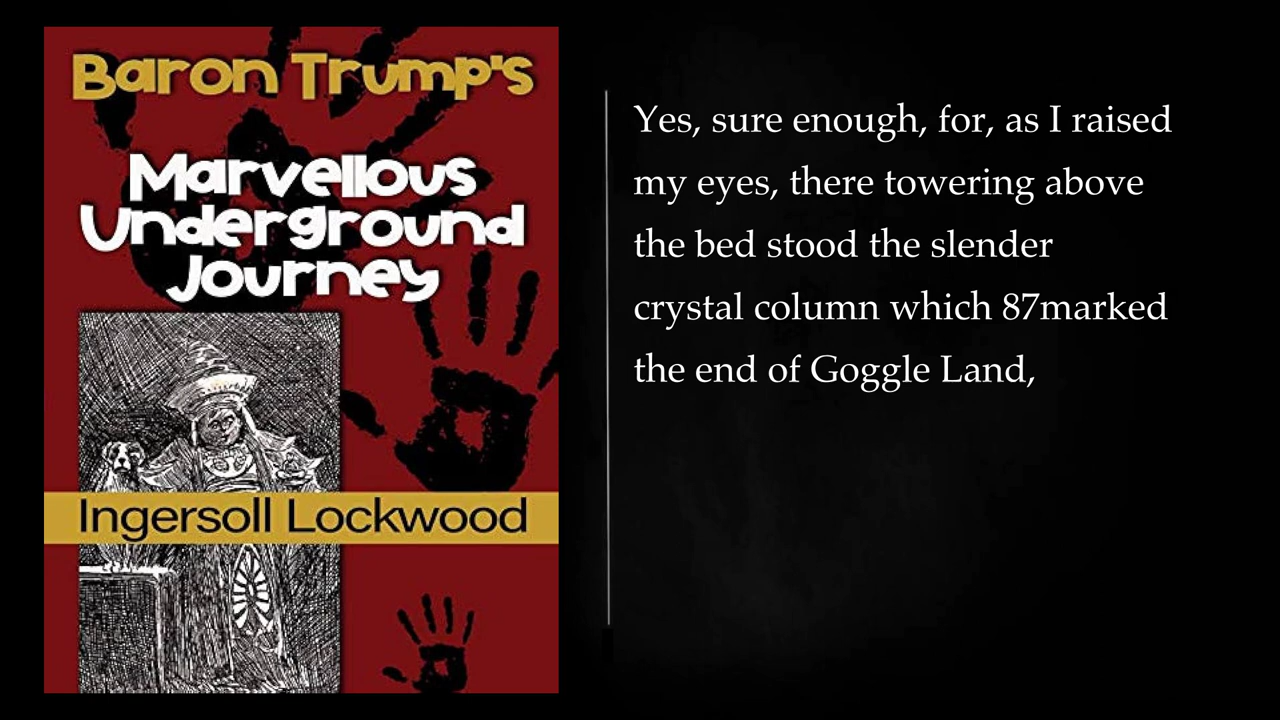 Baron Trump's
Marvellous
Underground
Journey
Ingersoll Lockwood
Yes, sure enough, for, as I raised
my eyes, there towering above
the bed stood the slender
crystal column which 87marked
the end of Goggle Land,